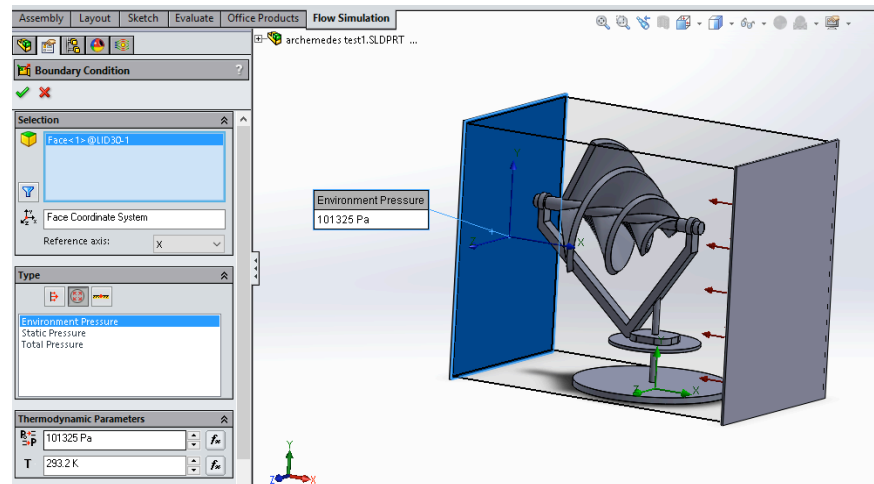 Assembly Layout Sketch Evaluate Office Products Flow Simulation
archemedes test1.SLDPRT ...
Boundary Condition ?
Selection
Face<1>@LID30-1
Face Coordinate System
Reference axis: X
Type
Environment Pressure
Static Pressure
Total Pressure
Thermodynamic Parameters
101325 Pa
T 293.2 K
Environment Pressure
101325 Pa
Y
X
Z X
Y
Z X